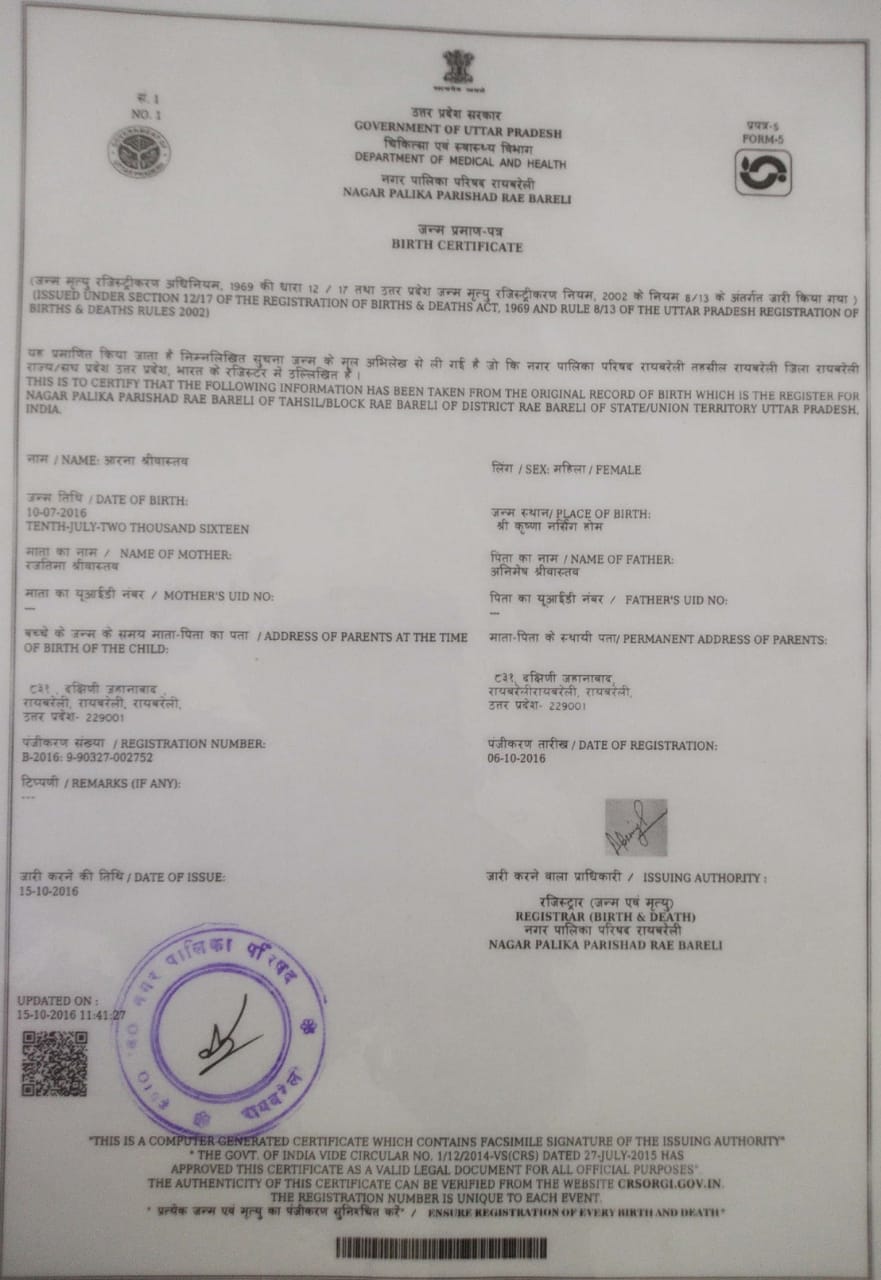 सत्यमेव जयते
सं. 1
NO. 1
उत्तर प्रदेश सरकार
GOVERNMENT OF UTTAR PRADESH
चिकित्सा एवं स्वास्थ्य विभाग
DEPARTMENT OF MEDICAL AND HEALTH
नगर पालिका परिषद रायबरेली
NAGAR PALIKA PARISHAD RAE BARELI
प्रपत्र-5
FORM-5
जन्म प्रमाण-पत्र
BIRTH CERTIFICATE
(जन्म मृत्यु रजिस्ट्रीकरण अधिनियम, 1969 की धारा 12 / 17 तथा उत्तर प्रदेश जन्म मृत्यु रजिस्ट्रीकरण नियम, 2002 के नियम 8/13 के अंतर्गत जारी किया गया )
(ISSUED UNDER SECTION 12/17 OF THE REGISTRATION OF BIRTHS & DEATHS ACT, 1969 AND RULE 8/13 OF THE UTTAR PRADESH REGISTRATION OF
BIRTHS & DEATHS RULES 2002)
यह प्रमाणित किया जाता है निम्नलिखित सुचना जन्म के मूल अभिलेख से ली गई है जो कि नगर पालिका परिषद रायबरेली तहसील रायबरेली जिला रायबरेली
राज्य/संघ प्रदेश उत्तर प्रदेश, भारत के रजिस्टर में उल्लिखित है ।
THIS IS TO CERTIFY THAT THE FOLLOWING INFORMATION HAS BEEN TAKEN FROM THE ORIGINAL RECORD OF BIRTH WHICH IS THE REGISTER FOR
NAGAR PALIKA PARISHAD RAE BARELI OF TAHSIL/BLOCK RAE BARELI OF DISTRICT RAE BARELI OF STATE/UNION TERRITORY UTTAR PRADESH,
INDIA.
नाम / NAME: आरना श्रीवास्तव
लिंग / SEX: महिला / FEMALE
जन्म तिथि / DATE OF BIRTH:
10-07-2016
TENTH-JULY-TWO THOUSAND SIXTEEN
जन्म स्थान/ PLACE OF BIRTH:
श्री कृष्णा नर्सिंग होम
माता का नाम / NAME OF MOTHER:
रजतिमा श्रीवास्तव
पिता का नाम / NAME OF FATHER:
अनिमेष श्रीवास्तव
माता का यूआईडी नंबर / MOTHER'S UID NO:
---
पिता का यूआईडी नंबर / FATHER'S UID NO:
---
बच्चे के जन्म के समय माता-पिता का पता / ADDRESS OF PARENTS AT THE TIME
OF BIRTH OF THE CHILD:
८३१ , दक्षिणी जहानाबाद ,
रायबरेली, रायबरेली, रायबरेली,
उत्तर प्रदेश- 229001
माता-पिता के स्थायी पता/ PERMANENT ADDRESS OF PARENTS:
८३१, दक्षिणी जहानाबाद,
रायबरेलीरायबरेली, रायबरेली,
उत्तर प्रदेश- 229001
पंजीकरण संख्या / REGISTRATION NUMBER:
B-2016: 9-90327-002752
पंजीकरण तारीख / DATE OF REGISTRATION:
06-10-2016
टिप्पणी / REMARKS (IF ANY):
---
जारी करने की तिथि / DATE OF ISSUE:
15-10-2016
जारी करने वाला प्राधिकारी / ISSUING AUTHORITY :
रजिस्ट्रार (जन्म एवं मृत्यु)
REGISTRAR (BIRTH & DEATH)
नगर पालिका परिषद रायबरेली
NAGAR PALIKA PARISHAD RAE BARELI
UPDATED ON :
15-10-2016 11:41:27
नगर पालिका परिषद
रायबरेली
"THIS IS A COMPUTER GENERATED CERTIFICATE WHICH CONTAINS FACSIMILE SIGNATURE OF THE ISSUING AUTHORITY"
" THE GOVT. OF INDIA VIDE CIRCULAR NO. 1/12/2014-VS(CRS) DATED 27-JULY-2015 HAS
APPROVED THIS CERTIFICATE AS A VALID LEGAL DOCUMENT FOR ALL OFFICIAL PURPOSES".
THE AUTHENTICITY OF THIS CERTIFICATE CAN BE VERIFIED FROM THE WEBSITE CRSORGI.GOV.IN.
THE REGISTRATION NUMBER IS UNIQUE TO EACH EVENT.
" प्रत्येक जन्म एवं मृत्यु का पंजीकरण सुनिश्चित करें" / ENSURE REGISTRATION OF EVERY BIRTH AND DEATH"